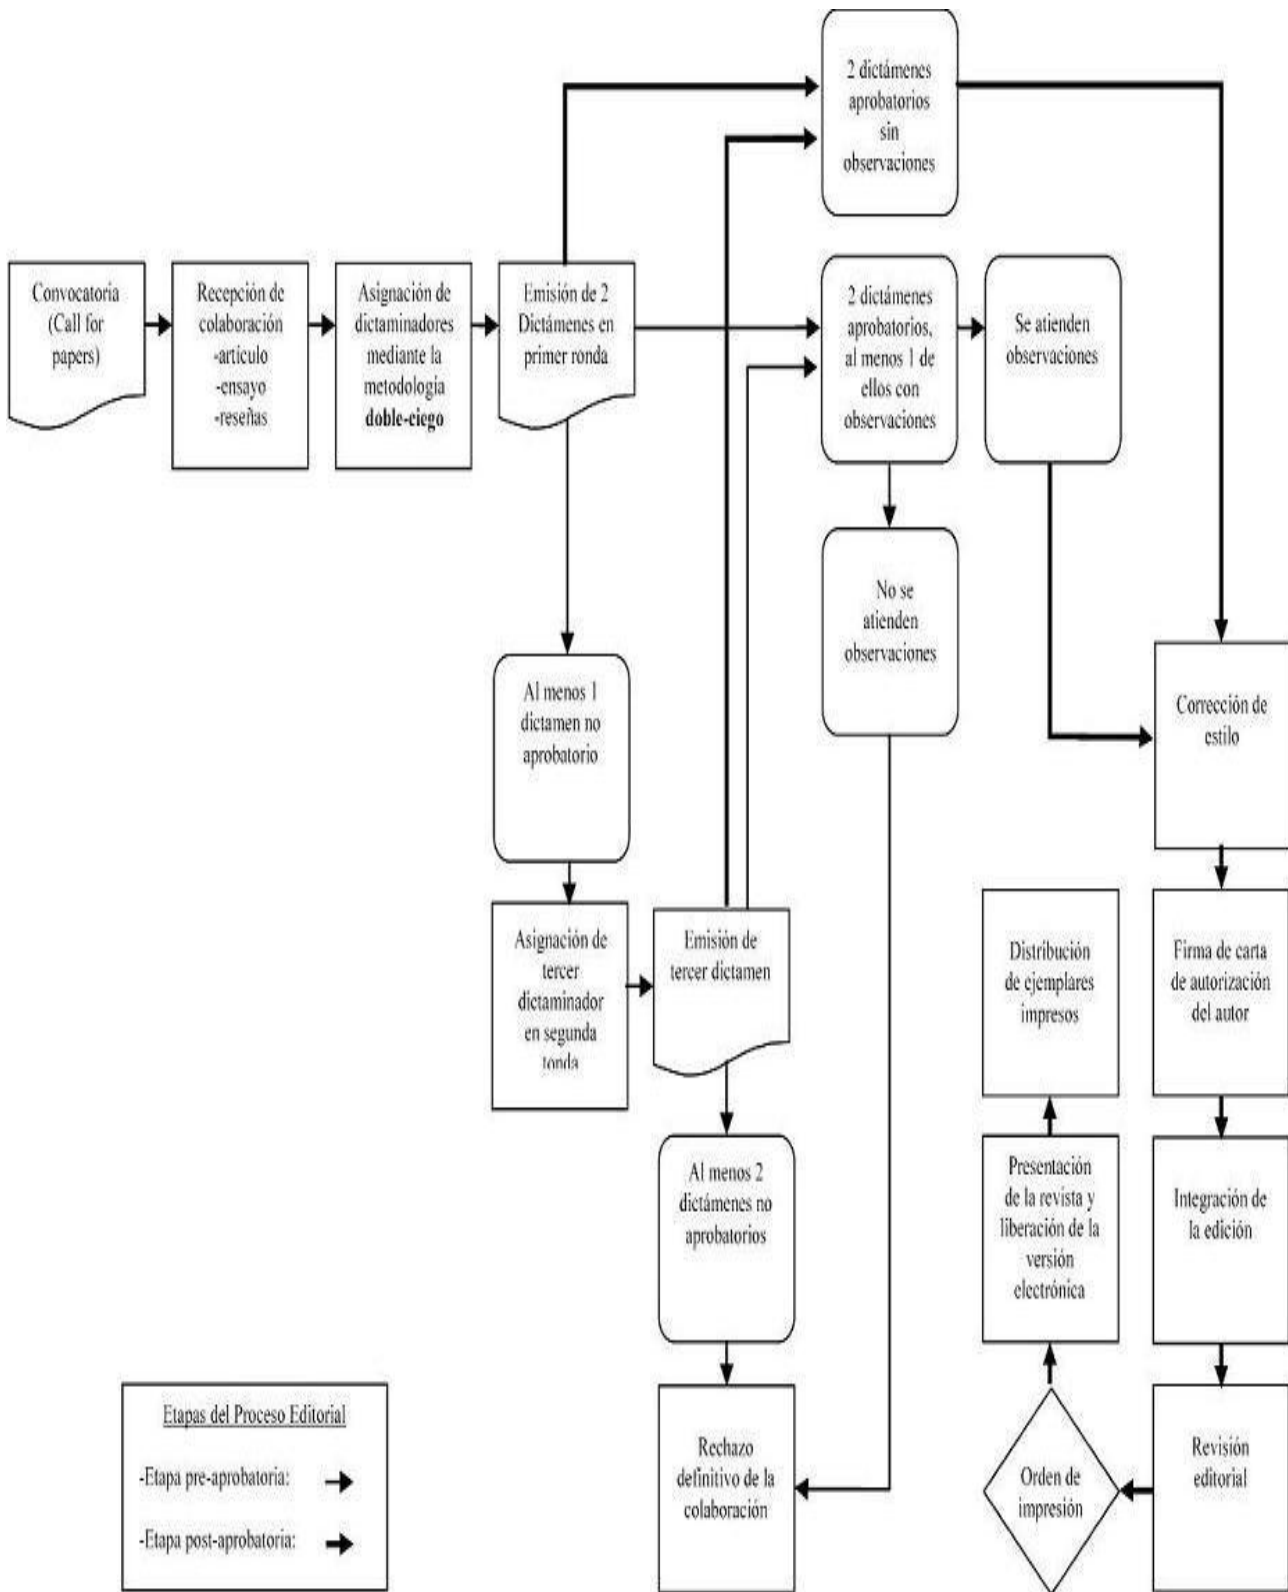 2 dictámenes
aprobatorios
sin
observaciones
Convocatoria
(Call for
papers)
Recepción de
colaboración
-artículo
-ensayo
-reseñas
Asignación de
dictaminadores
mediante la
metodología
doble-ciego
Emisión de 2
Dictámenes en
primer ronda
2 dictámenes
aprobatorios,
al menos 1 de
ellos con
observaciones
Se atienden
observaciones
No se
atienden
observaciones
Al menos 1
dictamen no
aprobatorio
Corrección de
estilo
Asignación de
tercer
dictaminador
en segunda
tonda
Emisión de
tercer dictamen
Distribución
de ejemplares
impresos
Firma de carta
de autorización
del autor
Al menos 2
dictámenes no
aprobatorios
Presentación
de la revista y
liberación de la
versión
electrónica
Integración de
la edición
Etapas del Proceso Editorial
-Etapa pre-aprobatoria:
-Etapa post-aprobatoria:
Rechazo
definitivo de la
colaboración
Orden de
impresión
Revisión
editorial